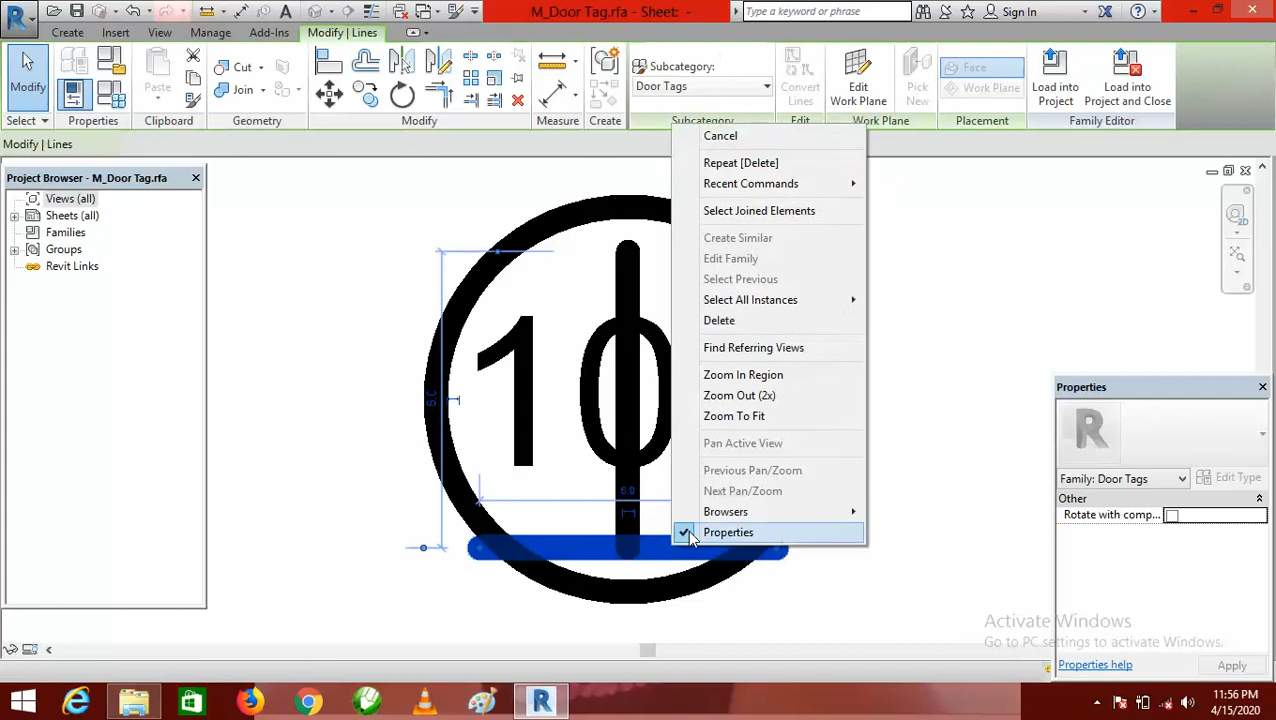 M_Door Tag.rfa - Sheet:  -
Type a keyword or phrase
Sign In
Create
Insert
View
Manage
Add-Ins
Modify | Lines
Modify
Paste
Cut
Join
Subcategory:
Door Tags
Convert
Lines
Edit
Work Plane
Pick
New
Face
Work Plane
Load into
Project
Load into
Project and Close
Select
Properties
Clipboard
Geometry
Modify
Measure
Create
Subcategory
Edit
Work Plane
Placement
Family Editor
Modify | Lines
Project Browser - M_Door Tag.rfa
Views (all)
Sheets (all)
Families
Groups
Revit Links
10
6.0
6.0
Cancel
Repeat [Delete]
Recent Commands
Select Joined Elements
Create Similar
Edit Family
Select Previous
Select All Instances
Delete
Find Referring Views
Zoom In Region
Zoom Out (2x)
Zoom To Fit
Pan Active View
Previous Pan/Zoom
Next Pan/Zoom
Browsers
Properties
Properties
R
Family: Door Tags
Edit Type
Other
Rotate with comp...
Activate Windows
Go to PC settings to activate Windows.
Properties help
Apply
11:56 PM
4/15/2020